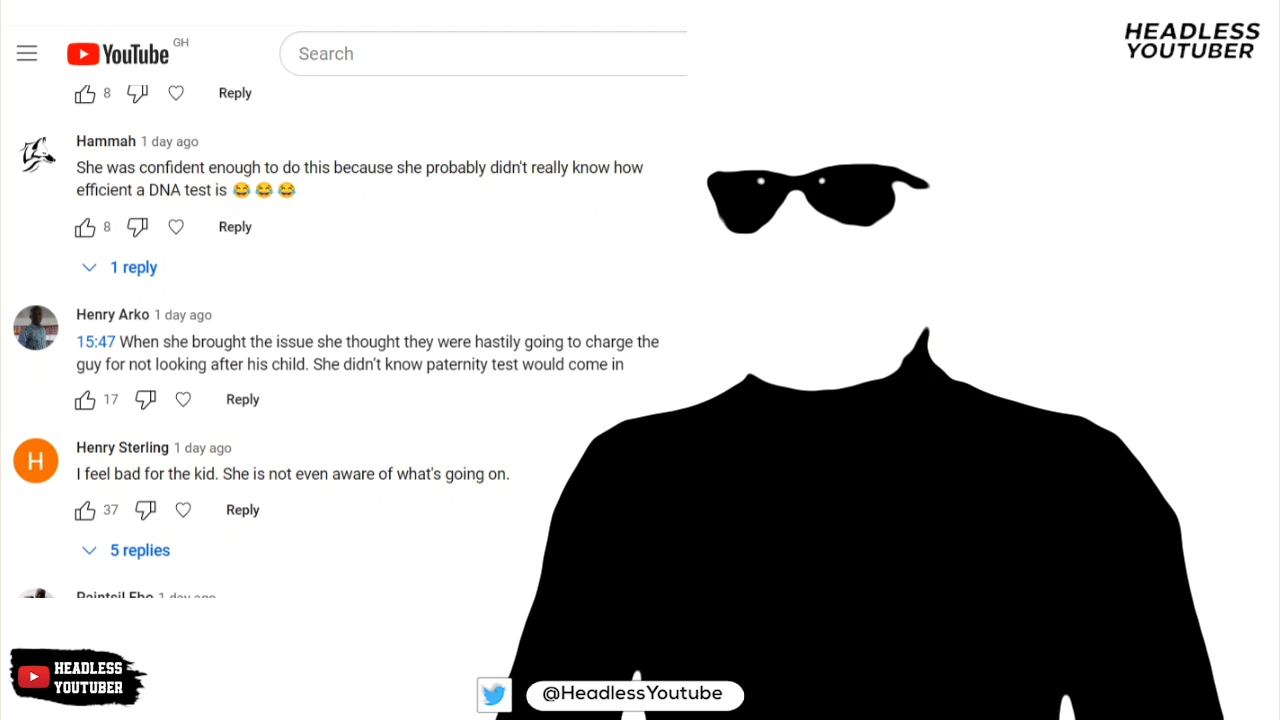 HEADLESS
YOUTUBER
YouTube GH
Search
8 Reply
Hammah 1 day ago
She was confident enough to do this because she probably didn't really know how
efficient a DNA test is 😂 😂 😂
8 Reply
1 reply
Henry Arko 1 day ago
15:47 When she brought the issue she thought they were hastily going to charge the
guy for not looking after his child. She didn't know paternity test would come in
17 Reply
H
Henry Sterling 1 day ago
I feel bad for the kid. She is not even aware of what's going on.
37 Reply
5 replies
Paintsil Ebo 1 day ago
HEADLESS
YOUTUBER
@HeadlessYoutube